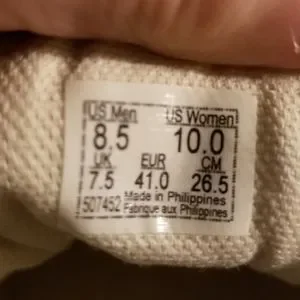 US Men US Women
8.5 10.0
UK EUR CM
7.5 41.0 26.5
507452 Made in Philippines
Fabrique aux Philippines